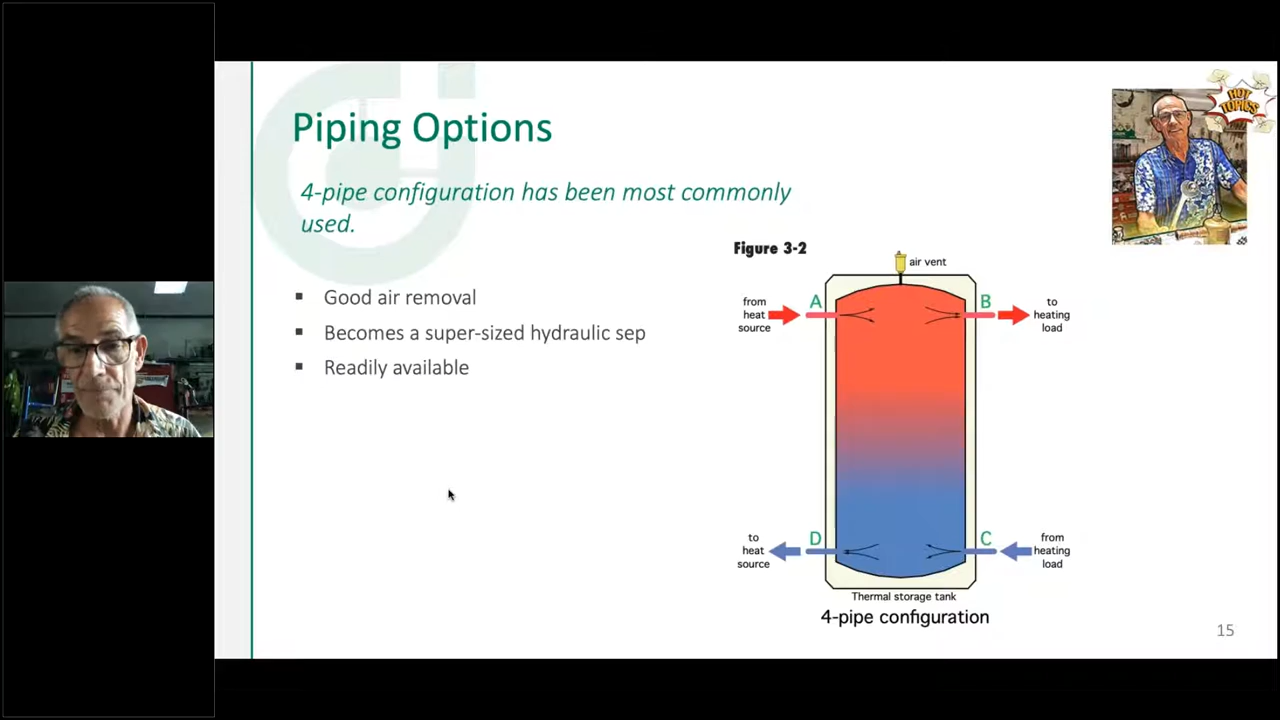 Piping Options
HOT
TOPICS
4-pipe configuration has been most commonly
used.
Figure 3-2
▪ Good air removal
▪ Becomes a super-sized hydraulic sep
▪ Readily available
air vent
from
heat
source
A
B
to
heating
load
to
heat
source
D
C
from
heating
load
Thermal storage tank
4-pipe configuration
15